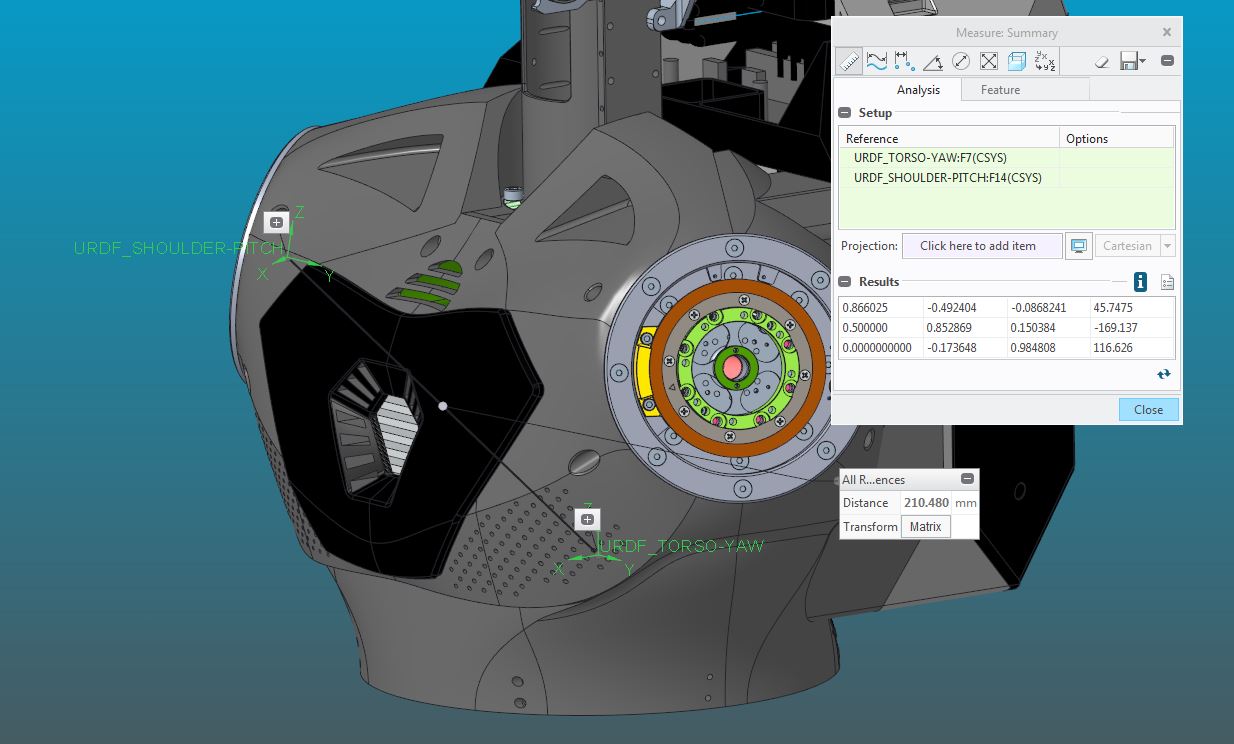 Measure: Summary
Analysis Feature
Setup
Reference Options
URDF_TORSO-YAW:F7(CSYS)
URDF_SHOULDER-PITCH:F14(CSYS)
Projection: Click here to add item Cartesian
Results
0.866025 -0.492404 -0.0868241 45.7475
0.500000 0.852869 0.150384 -169.137
0.0000000000 -0.173648 0.984808 116.626
Close
Z
URDF_SHOULDER-PITCH
X Y
All R...ences
Distance 210.480 mm
Transform Matrix
Z
URDF_TORSO-YAW
X Y